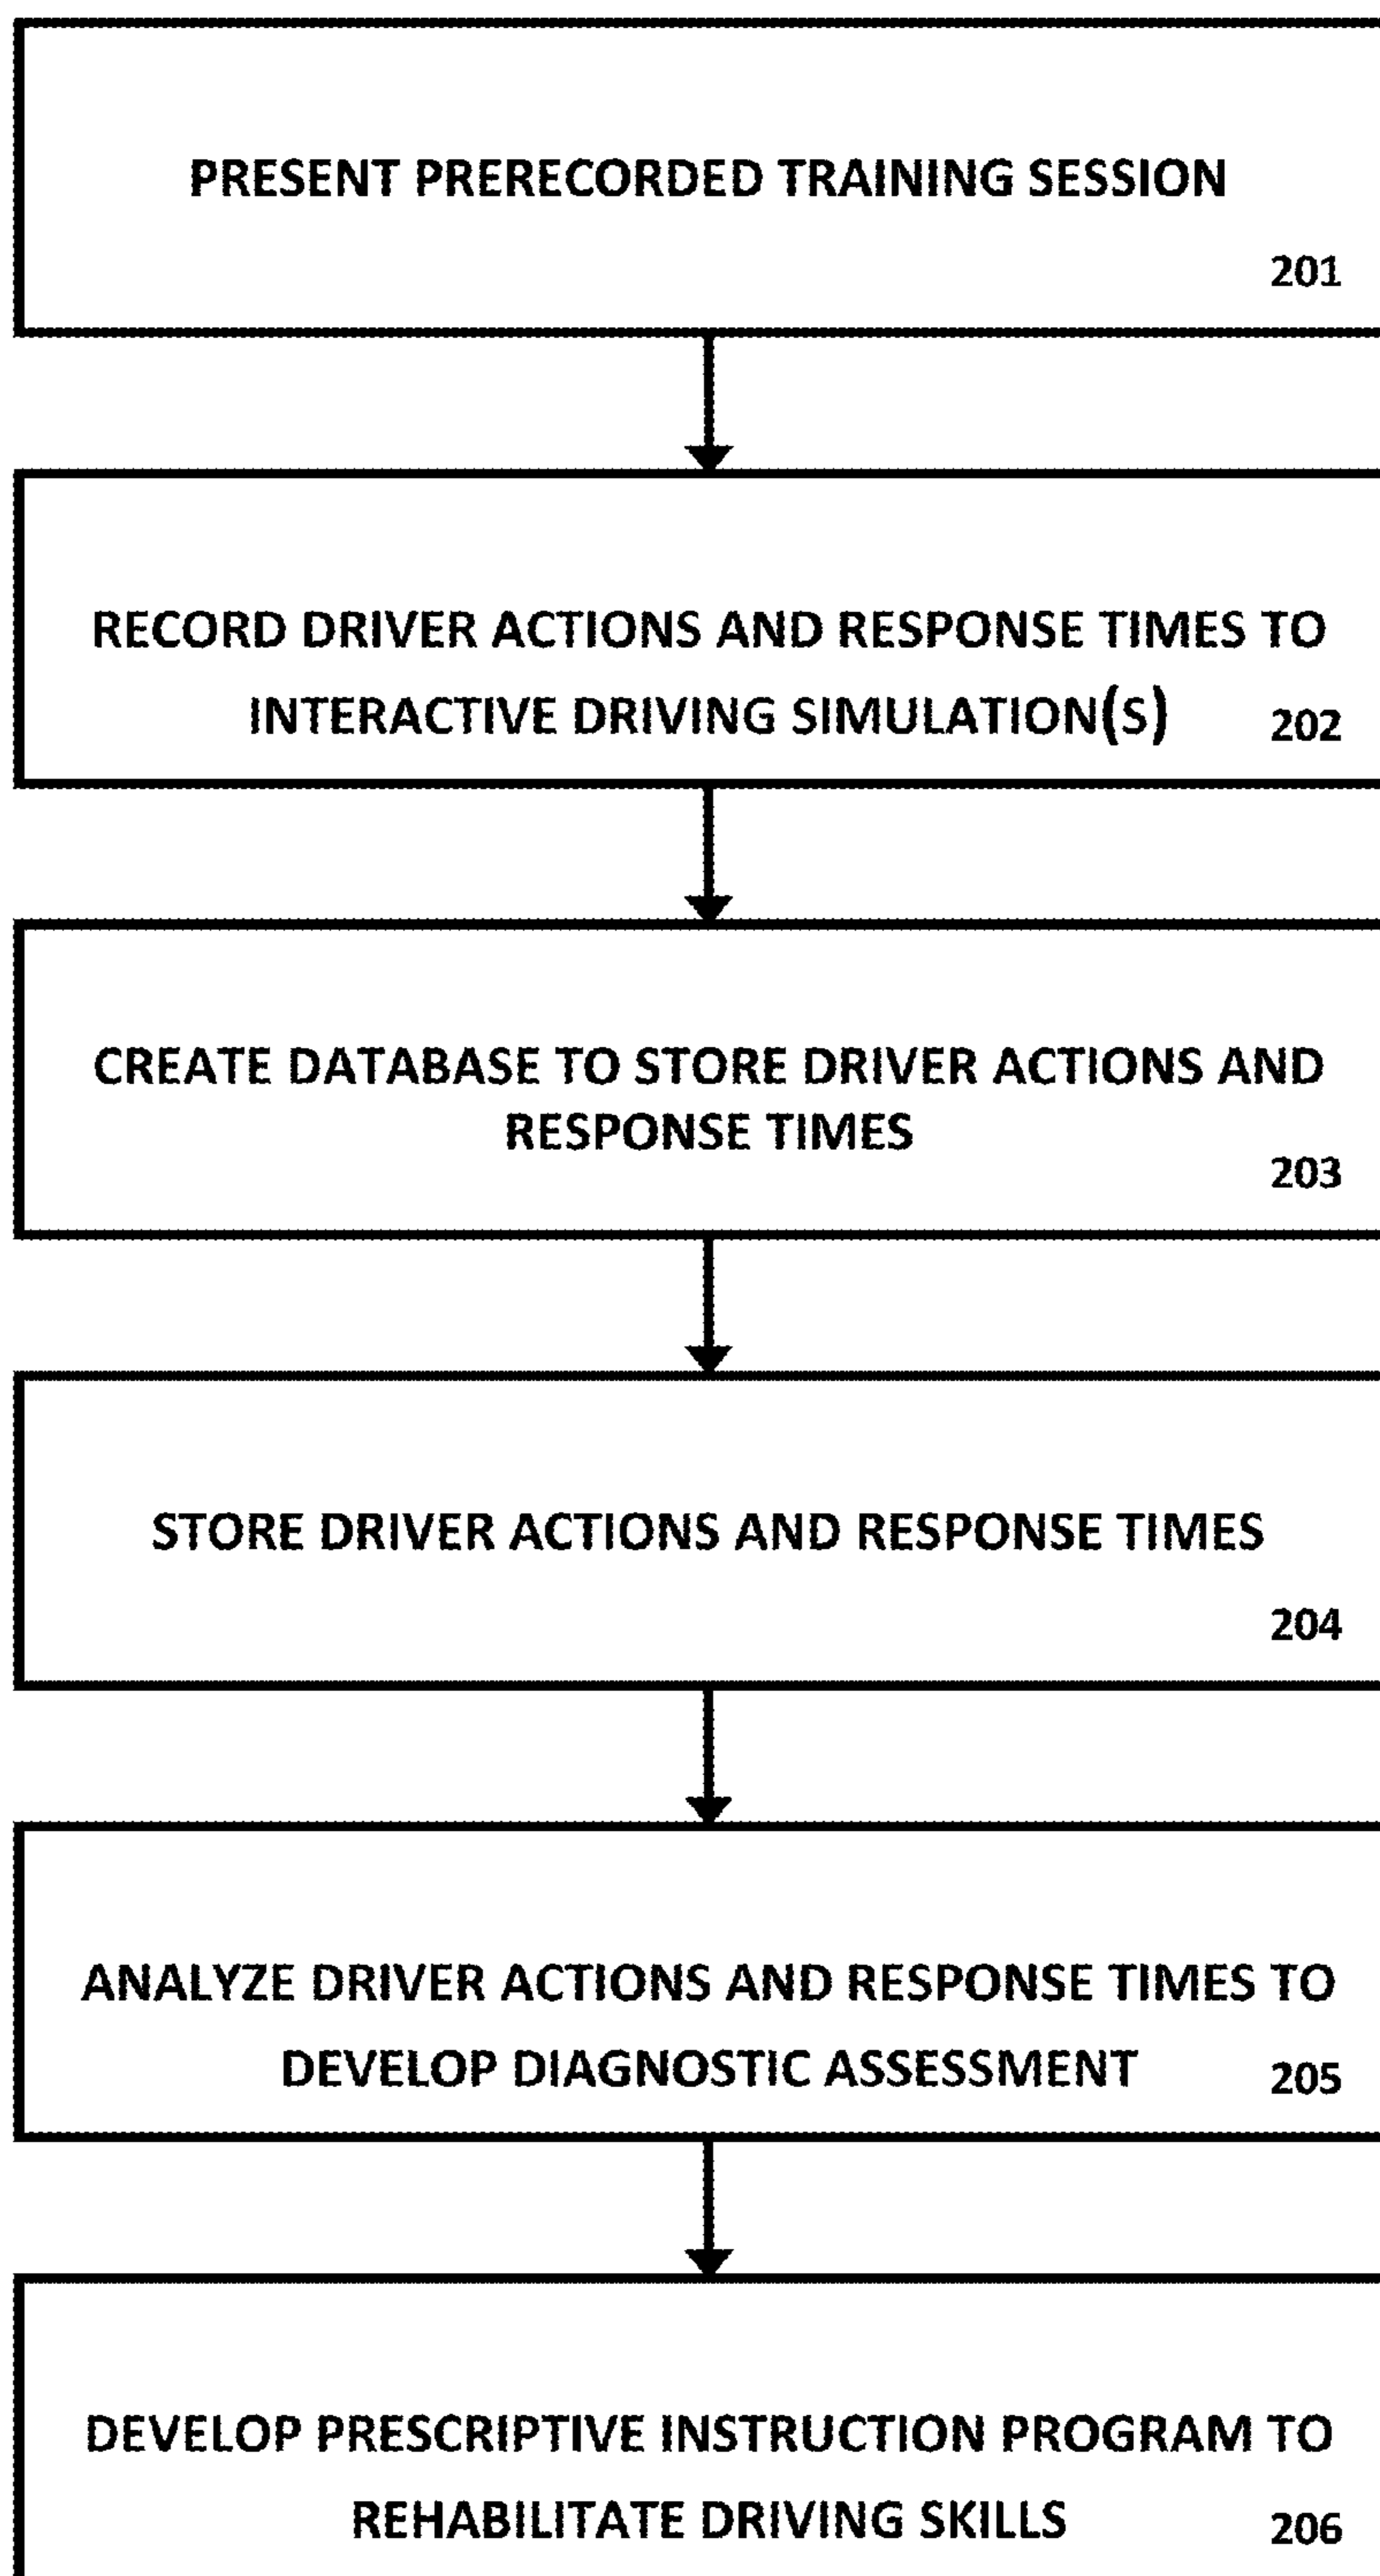 PRESENT PRERECORDED TRAINING SESSION
201
RECORD DRIVER ACTIONS AND RESPONSE TIMES TO
INTERACTIVE DRIVING SIMULATION(S)
202
CREATE DATABASE TO STORE DRIVER ACTIONS AND
RESPONSE TIMES
203
STORE DRIVER ACTIONS AND RESPONSE TIMES
204
ANALYZE DRIVER ACTIONS AND RESPONSE TIMES TO
DEVELOP DIAGNOSTIC ASSESSMENT
205
DEVELOP PRESCRIPTIVE INSTRUCTION PROGRAM TO
REHABILITATE DRIVING SKILLS
206